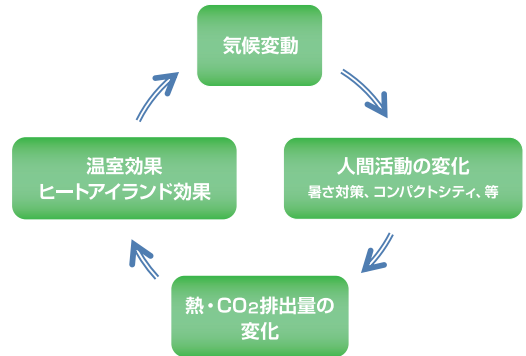 気候変動
人間活動の変化
暑さ対策、コンパクトシティ、等
熱・CO2排出量の
変化
温室効果
ヒートアイランド効果